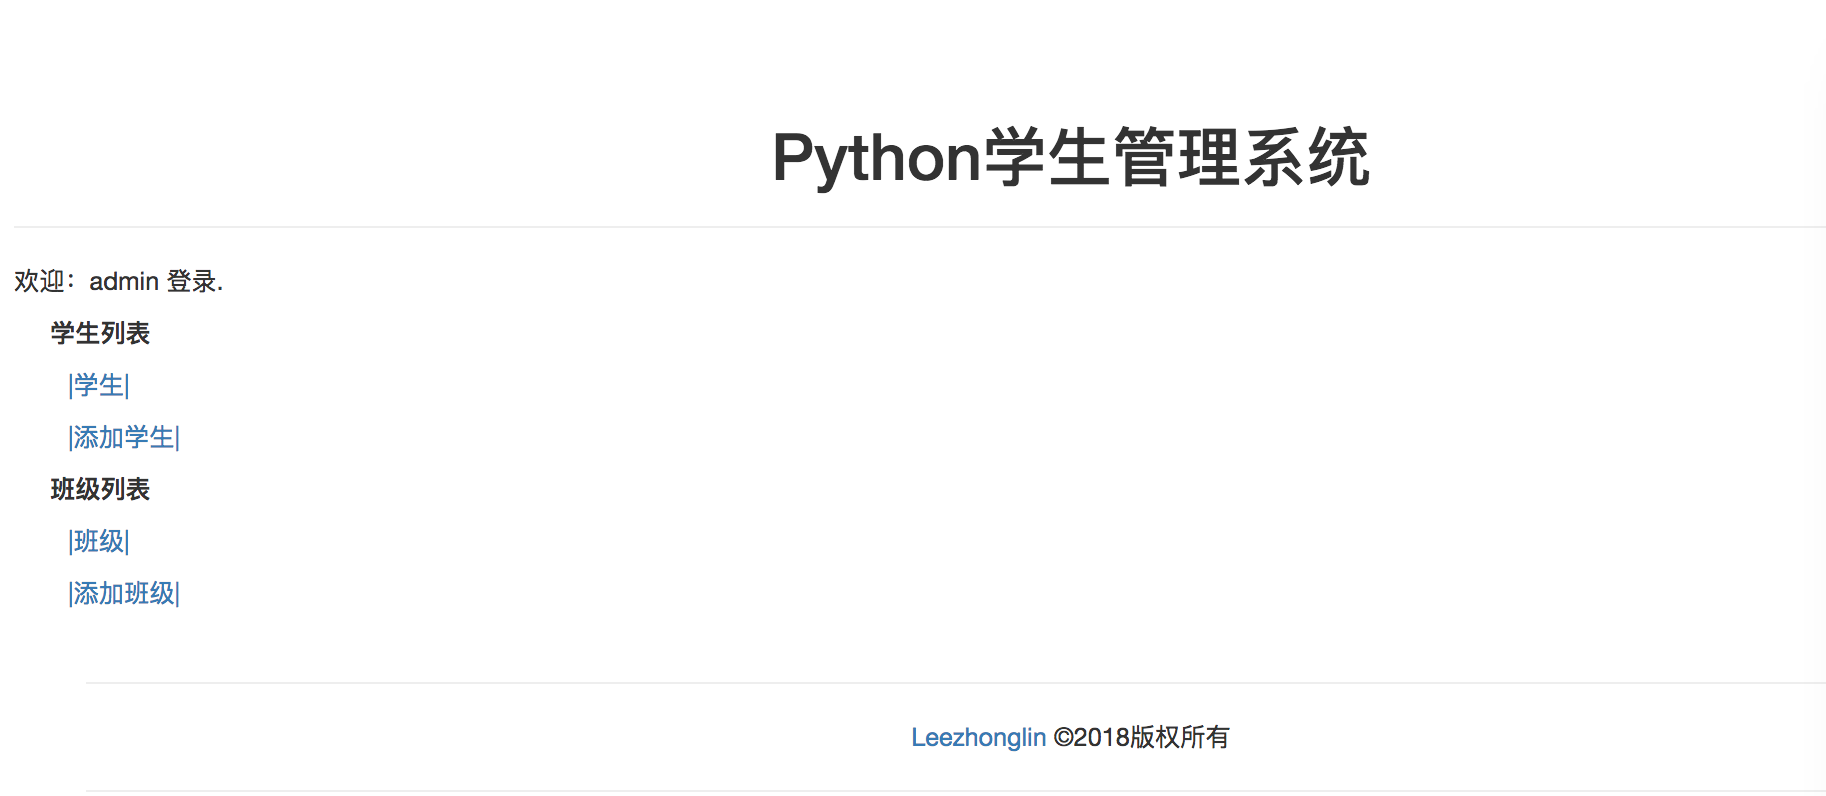 Python学生管理系统
欢迎：admin 登录.
学生列表
|学生|
|添加学生|
班级列表
|班级|
|添加班级|
Leezhonglin ©2018版权所有